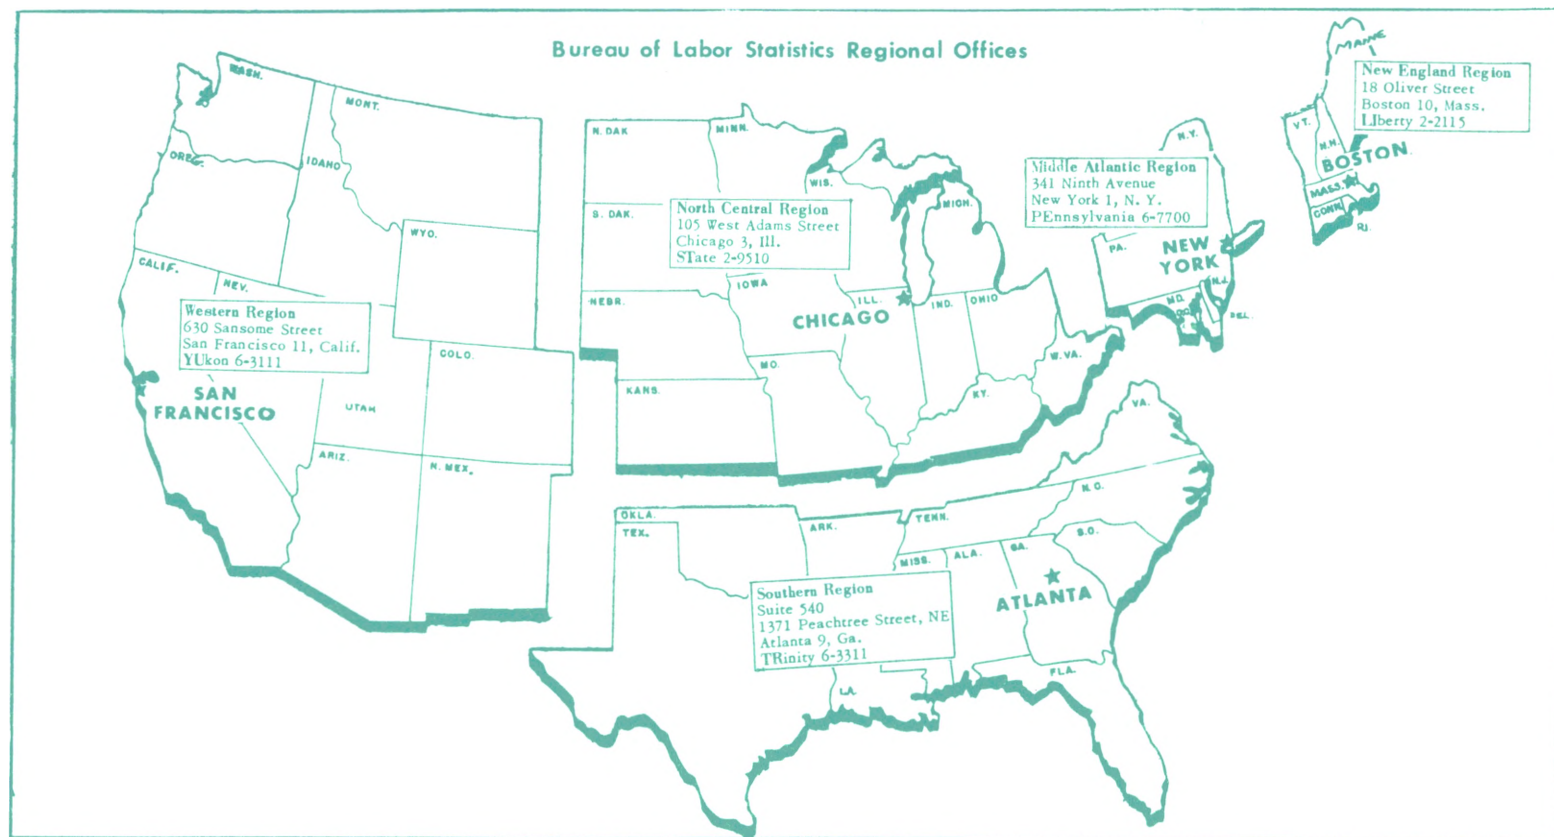 Bureau of Labor Statistics Regional Offices
WASH.
MONT.
ORE.
IDAHO
WYO.
CALIF.
NEV.
Western Region
630 Sansome Street
San Francisco 11, Calif.
YUkon 6-3111
SAN
FRANCISCO
UTAH
COLO.
ARIZ.
N. MEX.
N. DAK
MINN.
S. DAK.
WIS.
MICH.
North Central Region
105 West Adams Street
Chicago 3, Ill.
STate 2-9510
NEBR.
IOWA
ILL.
IND.
OHIO
CHICAGO
KANS.
MO.
KY.
W. VA.
N.Y.
Middle Atlantic Region
341 Ninth Avenue
New York 1, N. Y.
PEnnsylvania 6-7700
PA.
NEW
YORK
N.J.
MD.
DEL.
MAINE
New England Region
18 Oliver Street
Boston 10, Mass.
LIberty 2-2115
VT.
N.H.
BOSTON
MASS.
CONN.
R.I.
VA.
OKLA.
TEX.
ARK.
TENN.
N. C.
S.C.
MISS.
ALA.
GA.
Southern Region
Suite 540
1371 Peachtree Street, NE
Atlanta 9, Ga.
TRinity 6-3311
ATLANTA
LA.
FLA.